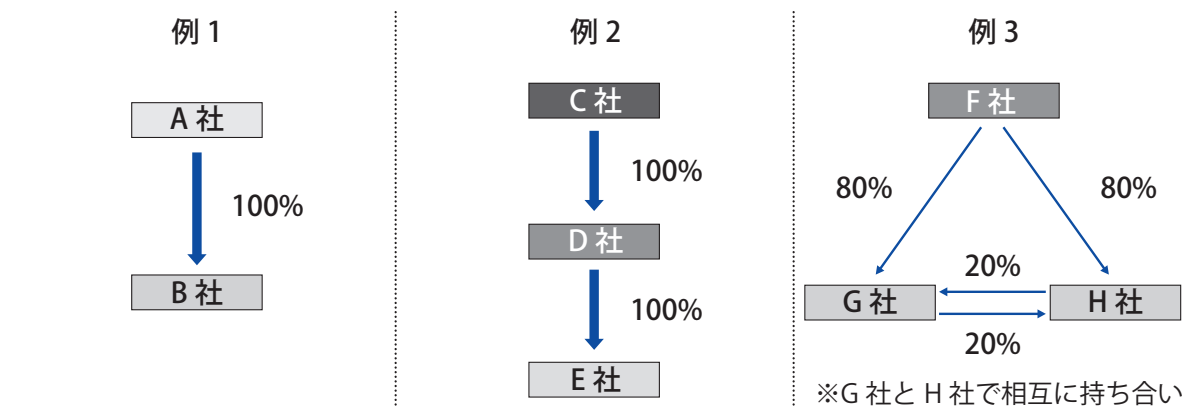 例 1
A 社
100%
B 社
例 2
C 社
100%
D 社
100%
E 社
例 3
F 社
80%
80%
20%
G 社
H 社
20%
※G 社と H 社で相互に持ち合い